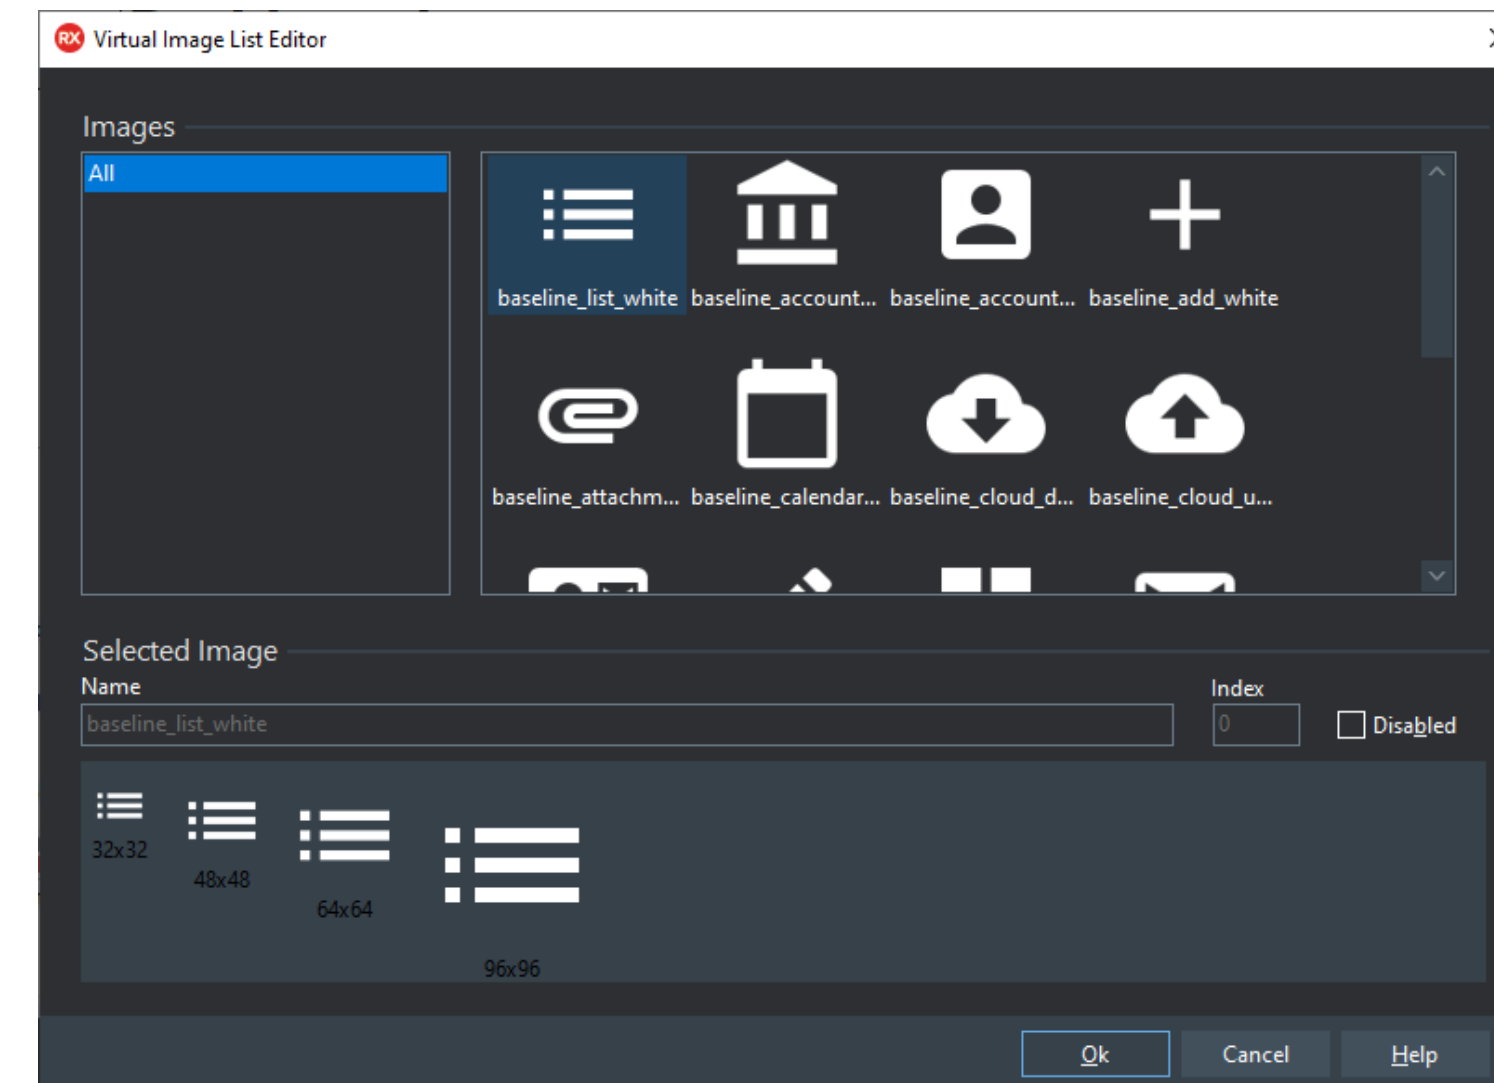 RX Virtual Image List Editor
Images
All
baseline_list_white baseline_account... baseline_account... baseline_add_white
baseline_attachm... baseline_calendar... baseline_cloud_d... baseline_cloud_u...
Selected Image
Name
Index
baseline_list_white
0
Disabled
32x32
48x48
64x64
96x96
Ok Cancel Help